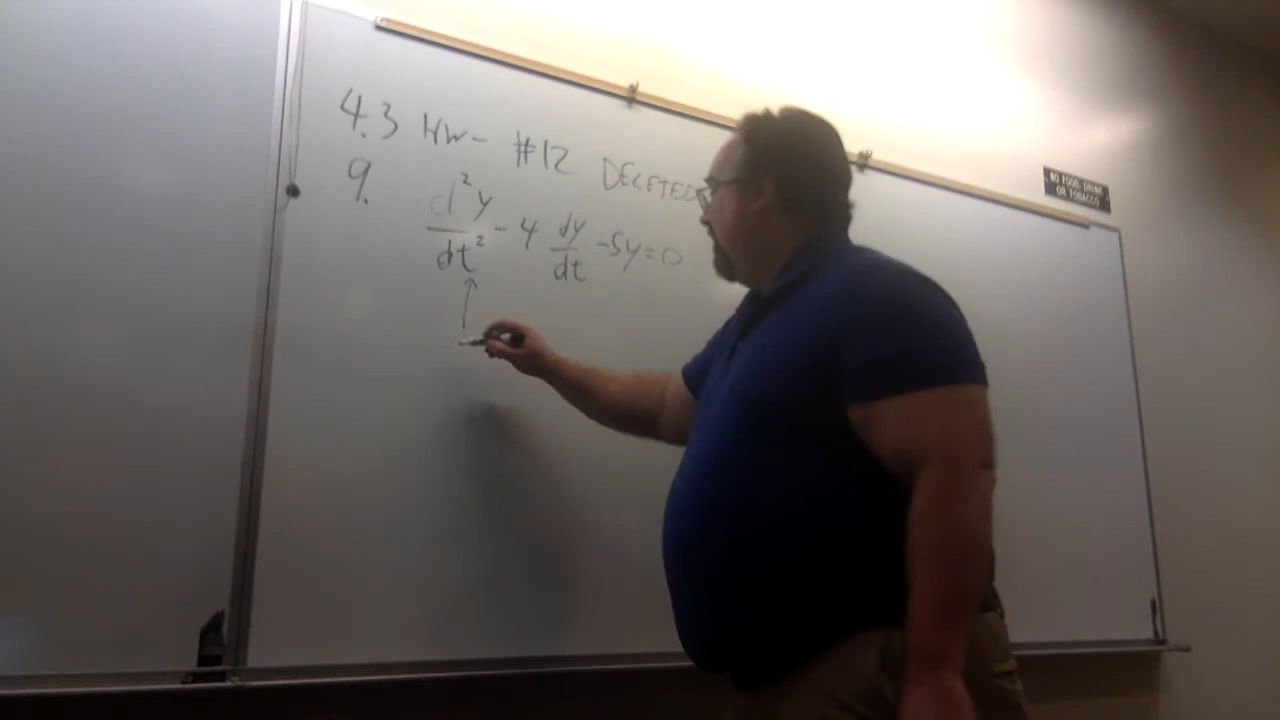 4.3 HW- #12 DELETED
9. d²y/dt² - 4 dy/dt - 5y = 0
NO FOOD, DRINK
OR TOBACCO